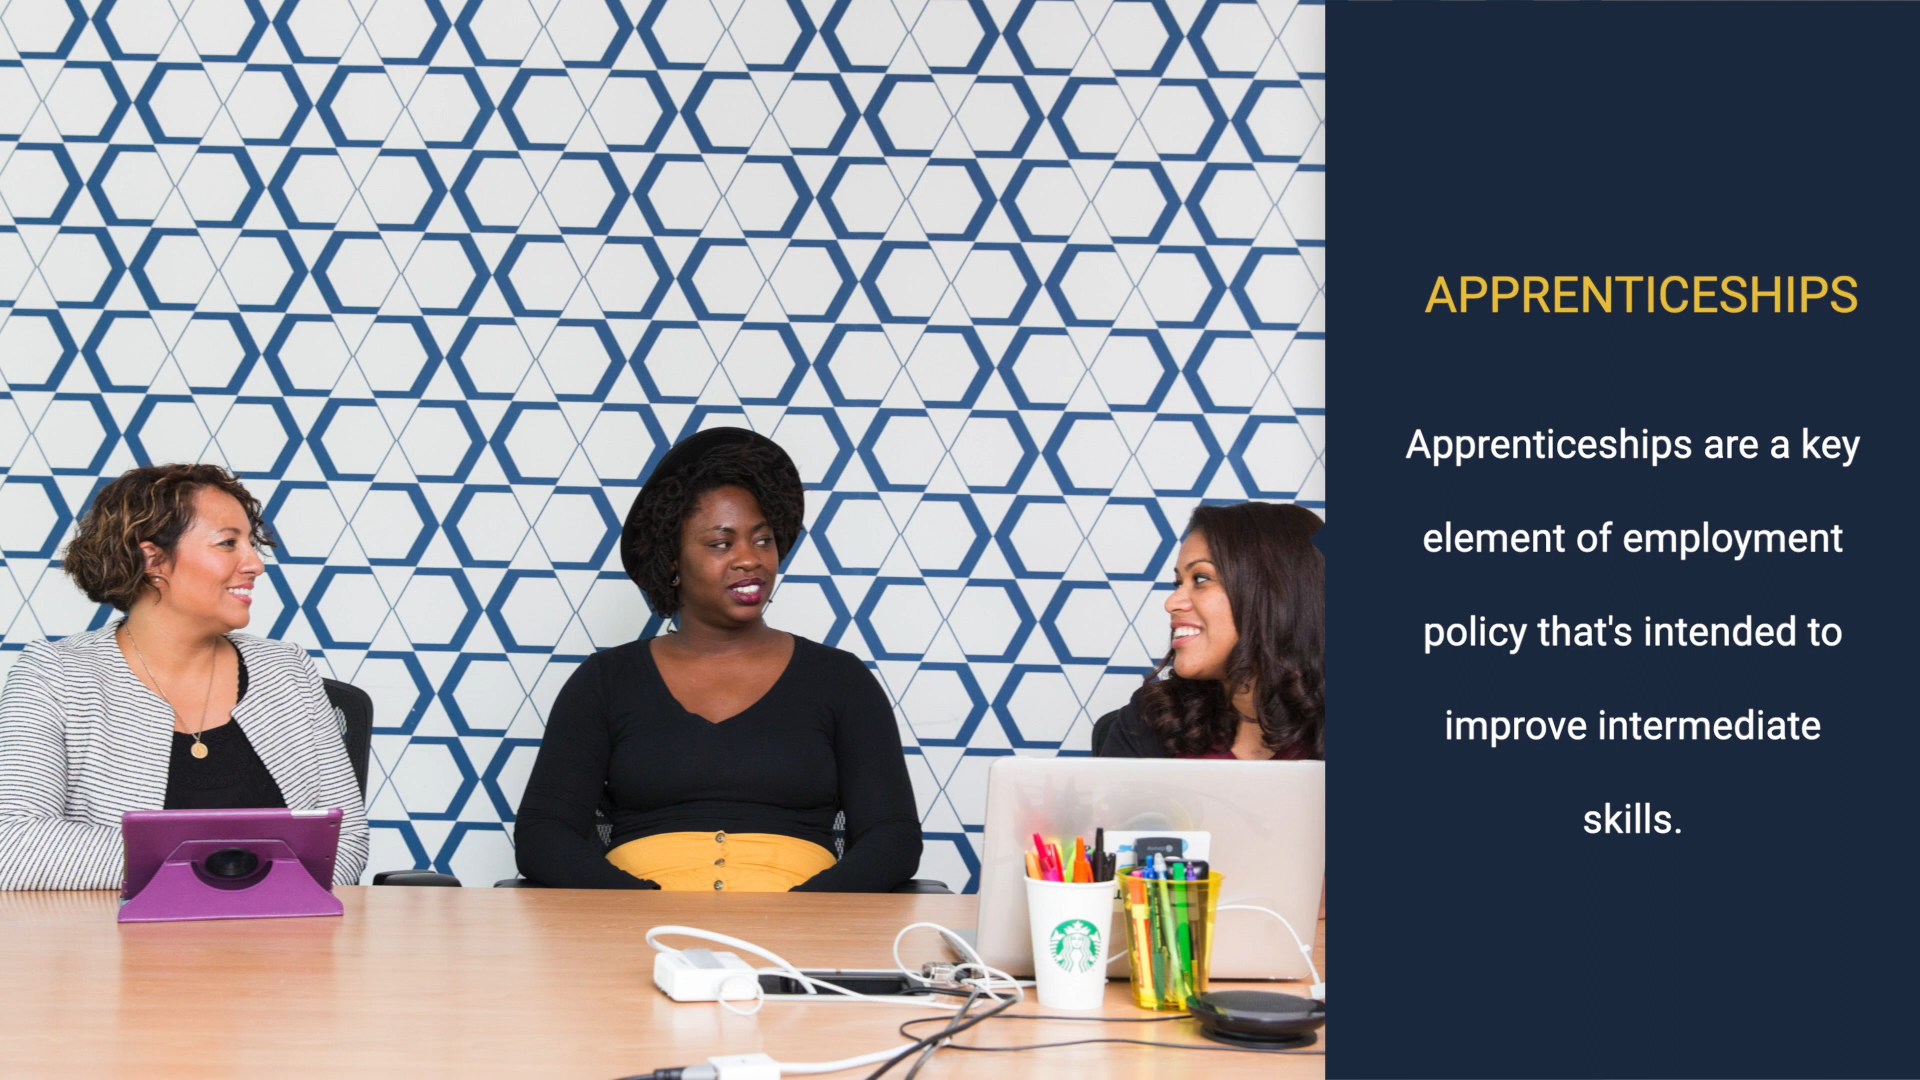 APPRENTICESHIPS
Apprenticeships are a key
element of employment
policy that's intended to
improve intermediate
skills.